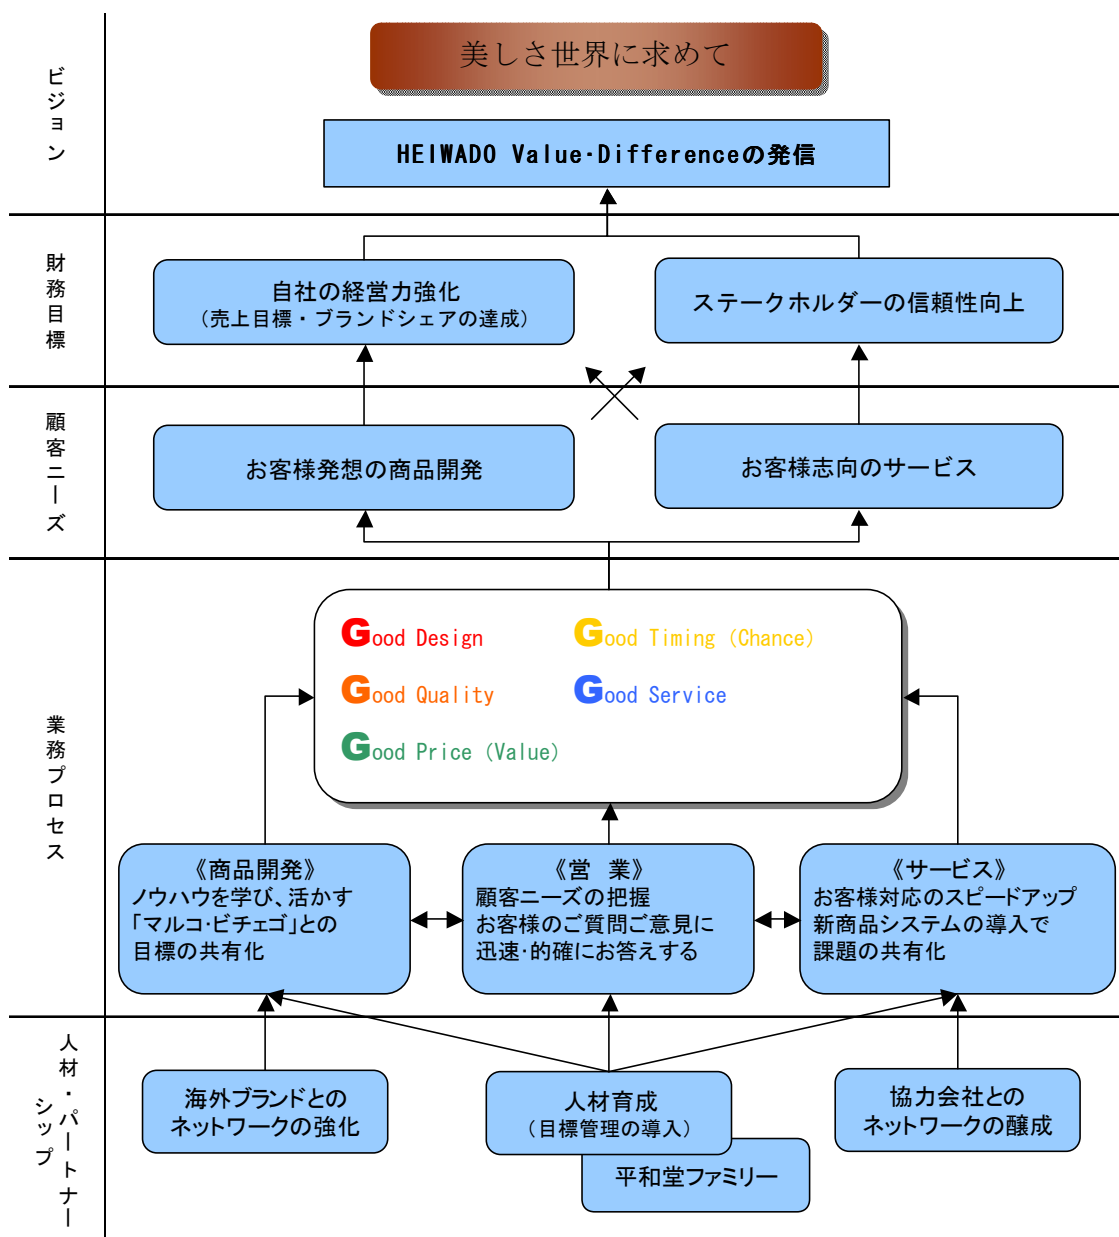 ビジョン
美しさ世界に求めて
HEIWADO Value・Differenceの発信
財務目標
自社の経営力強化
（売上目標・ブランドシェアの達成）
ステークホルダーの信頼性向上
顧客ニーズ
お客様発想の商品開発
お客様志向のサービス
業務プロセス
Good Design
Good Timing (Chance)
Good Quality
Good Service
Good Price (Value)
《商品開発》
ノウハウを学び、活かす
「マルコ・ビチェゴ」との
目標の共有化
《営　業》
顧客ニーズの把握
お客様のご質問ご意見に
迅速・的確にお答えする
《サービス》
お客様対応のスピードアップ
新商品システムの導入で
課題の共有化
人材・パートナー
シップ
海外ブランドとの
ネットワークの強化
人材育成
（目標管理の導入）
平和堂ファミリー
協力会社との
ネットワークの醸成